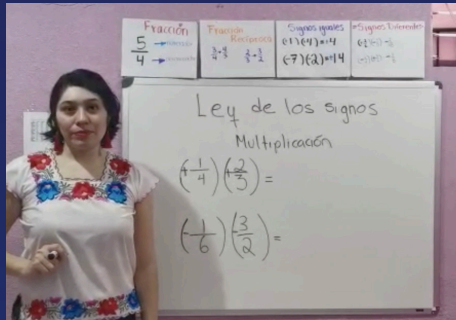 Fracción
5
4
Fracción
Recíproca
Signos iguales
(-7)(-2)=+14
Signos Diferentes
Ley de los signos
Multiplicación
(+1/4)(+2/3)=
(-1/6)(-3/2)=